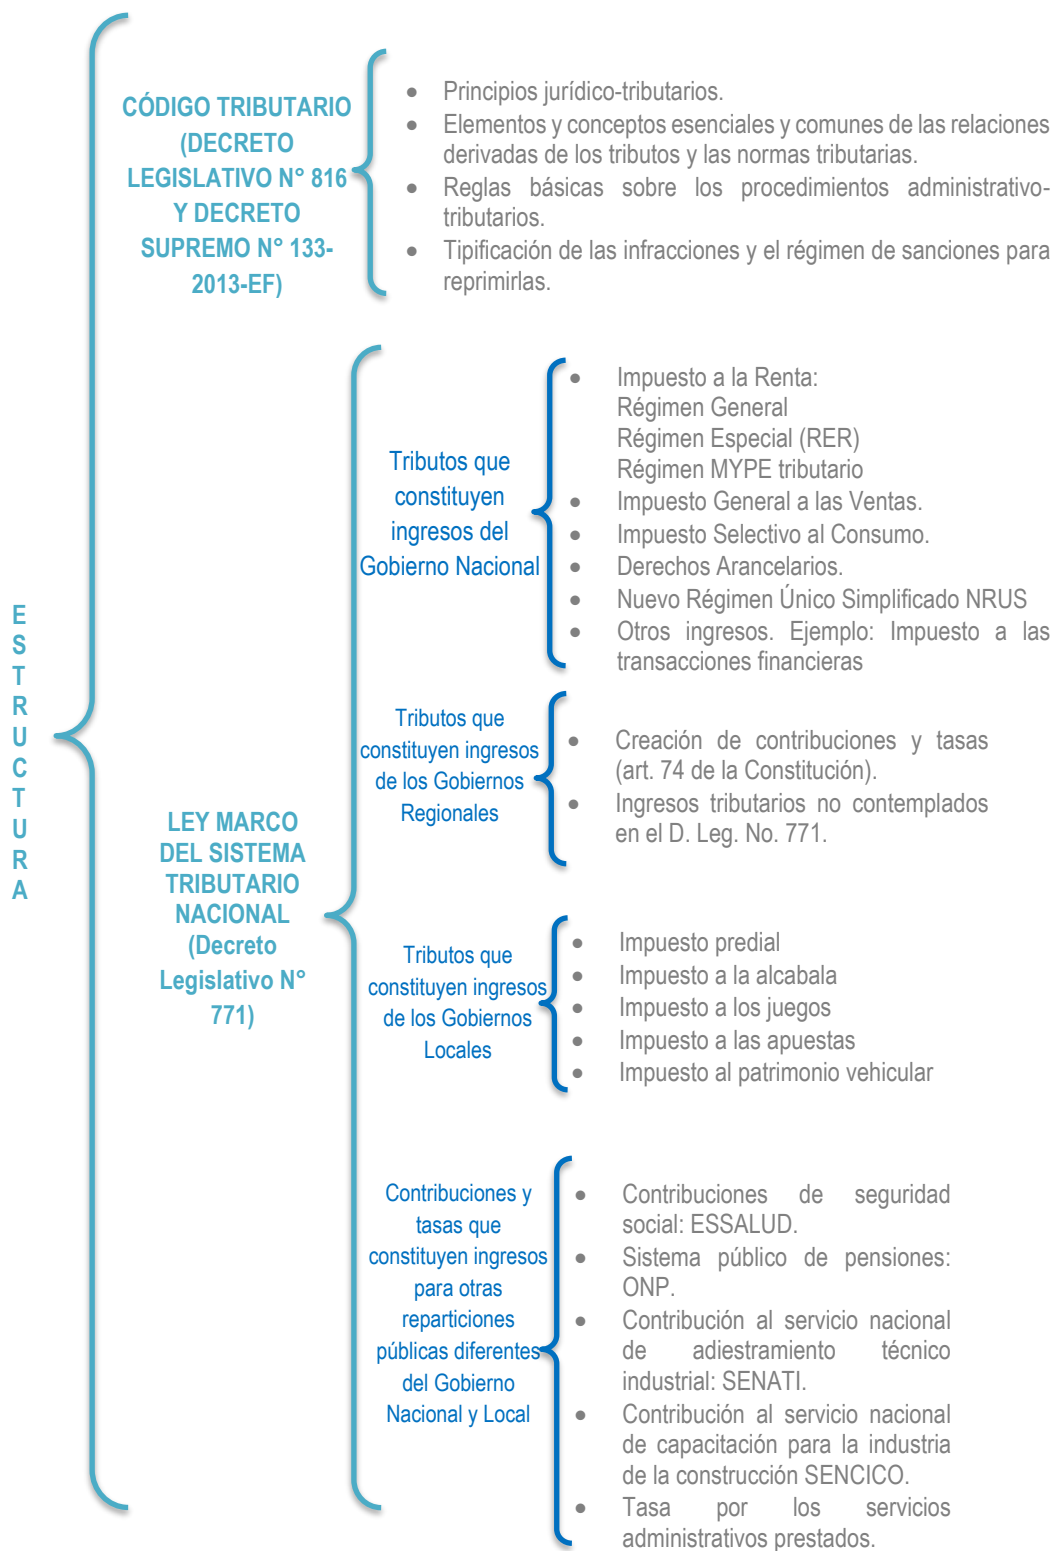 ESTRUCTURA
CÓDIGO TRIBUTARIO
(DECRETO
LEGISLATIVO N° 816
Y DECRETO
SUPREMO N° 133-
2013-EF)
• Principios jurídico-tributarios.
• Elementos y conceptos esenciales y comunes de las relaciones
derivadas de los tributos y las normas tributarias.
• Reglas básicas sobre los procedimientos administrativo-
tributarios.
• Tipificación de las infracciones y el régimen de sanciones para
reprimirlas.
LEY MARCO
DEL SISTEMA
TRIBUTARIO
NACIONAL
(Decreto
Legislativo N°
771)
Tributos que
constituyen
ingresos del
Gobierno Nacional
• Impuesto a la Renta:
Régimen General
Régimen Especial (RER)
Régimen MYPE tributario
• Impuesto General a las Ventas.
• Impuesto Selectivo al Consumo.
• Derechos Arancelarios.
• Nuevo Régimen Único Simplificado NRUS
• Otros ingresos. Ejemplo: Impuesto a las
transacciones financieras
Tributos que
constituyen ingresos
de los Gobiernos
Regionales
• Creación de contribuciones y tasas
(art. 74 de la Constitución).
• Ingresos tributarios no contemplados
en el D. Leg. No. 771.
Tributos que
constituyen ingresos
de los Gobiernos
Locales
• Impuesto predial
• Impuesto a la alcabala
• Impuesto a los juegos
• Impuesto a las apuestas
• Impuesto al patrimonio vehicular
Contribuciones y
tasas que
constituyen ingresos
para otras
reparticiones
públicas diferentes
del Gobierno
Nacional y Local
• Contribuciones de seguridad
social: ESSALUD.
• Sistema público de pensiones:
ONP.
• Contribución al servicio nacional
de adiestramiento técnico
industrial: SENATI.
• Contribución al servicio nacional
de capacitación para la industria
de la construcción SENCICO.
• Tasa por los servicios
administrativos prestados.